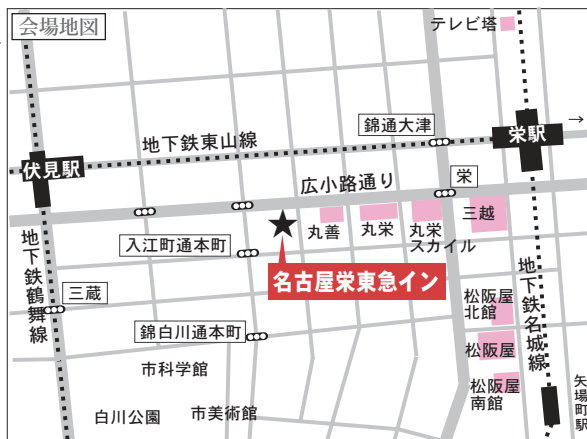 会場地図
テレビ塔
錦通大津
栄駅
→
地下鉄東山線
伏見駅
広小路通り
栄
三越
丸善
丸栄
丸栄
スカイル
入江町通本町
名古屋栄東急イン
地下鉄鶴舞線
三蔵
地下鉄名城線
松阪屋
北館
錦白川通本町
松阪屋
市科学館
松阪屋
南館
矢場町駅
白川公園
市美術館